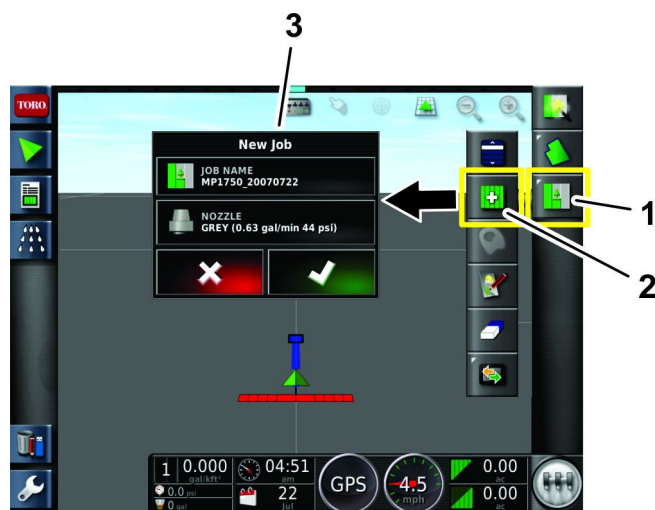 3
TORO.
New Job
JOB NAME
MP1750_20070722
NOZZLE
GREY (0.63 gal/min 44 psi)
1
2
1 0.000
gal/kft²
0.0 psi
0 gal
04:51
am
22
Jul
GPS
4.5
mph
0.00
ac
0.00
ac